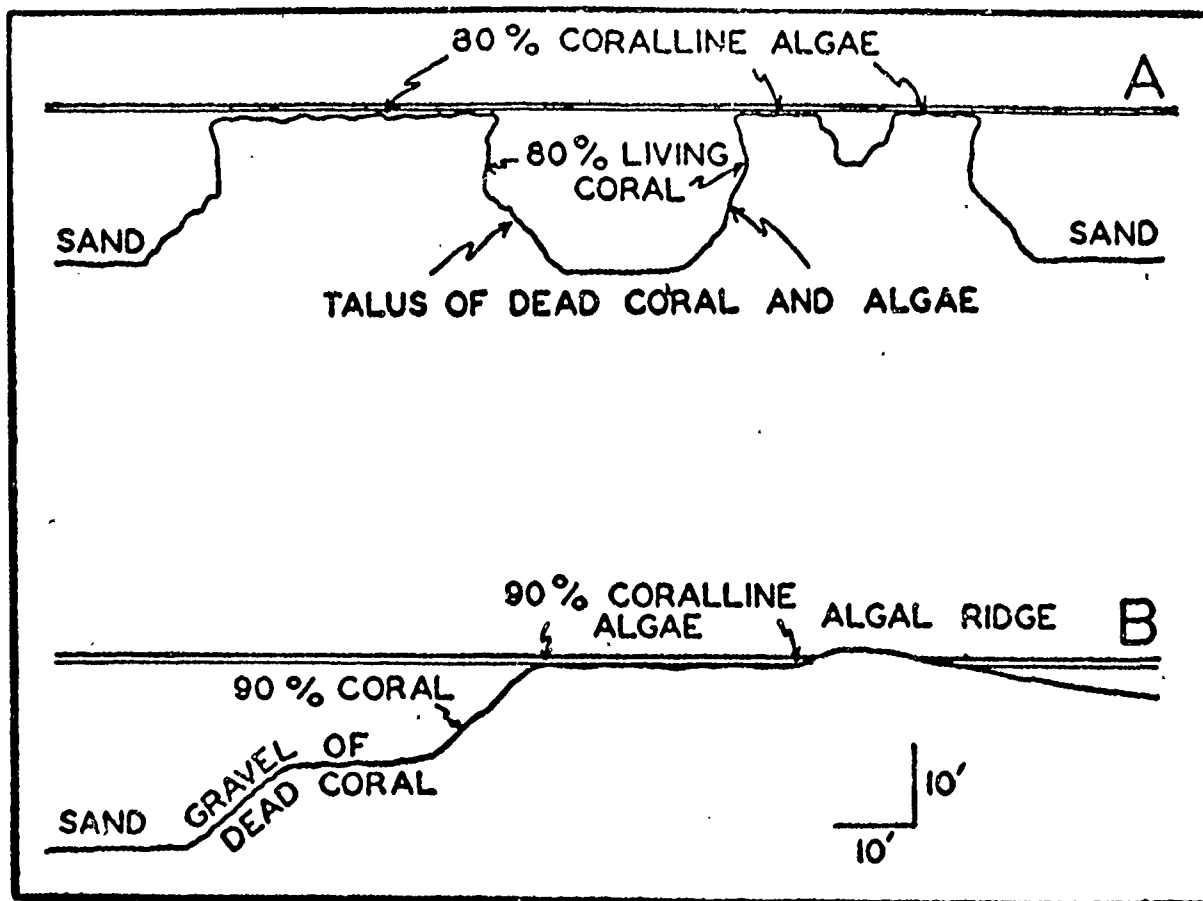 80% CORALLINE ALGAE
A
80% LIVING
CORAL
SAND
SAND
TALUS OF DEAD CORAL AND ALGAE
90% CORALLINE
ALGAE
ALGAL RIDGE
B
90% CORAL
GRAVEL OF
DEAD CORAL
SAND
10'
10'